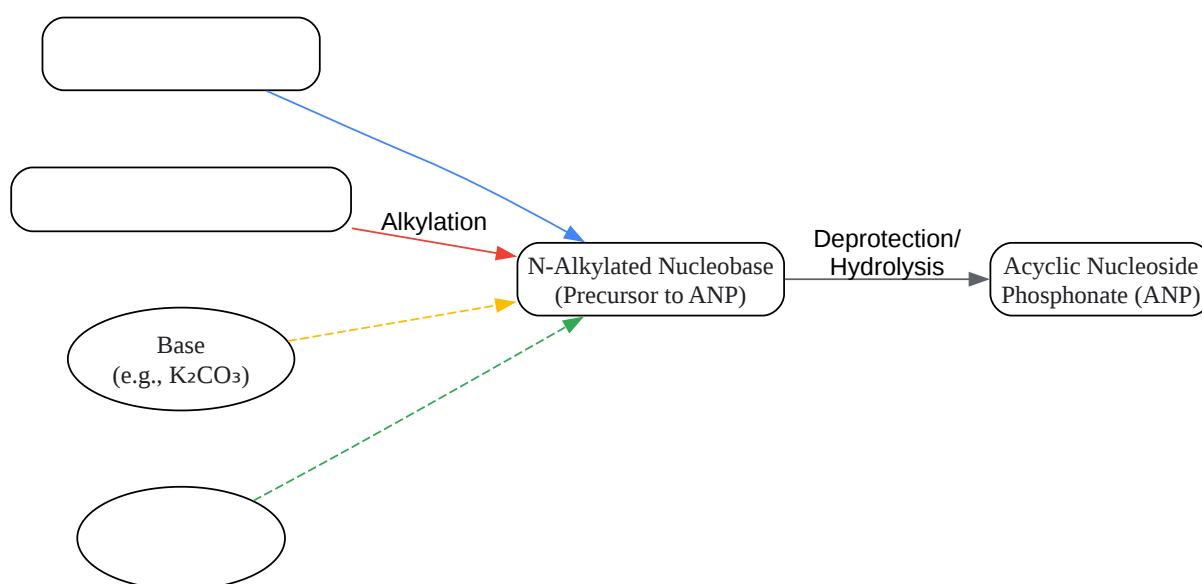 Alkylation
Base
(e.g., K₂CO₃)
N-Alkylated Nucleobase
(Precursor to ANP)
Deprotection/
Hydrolysis
Acyclic Nucleoside
Phosphonate (ANP)